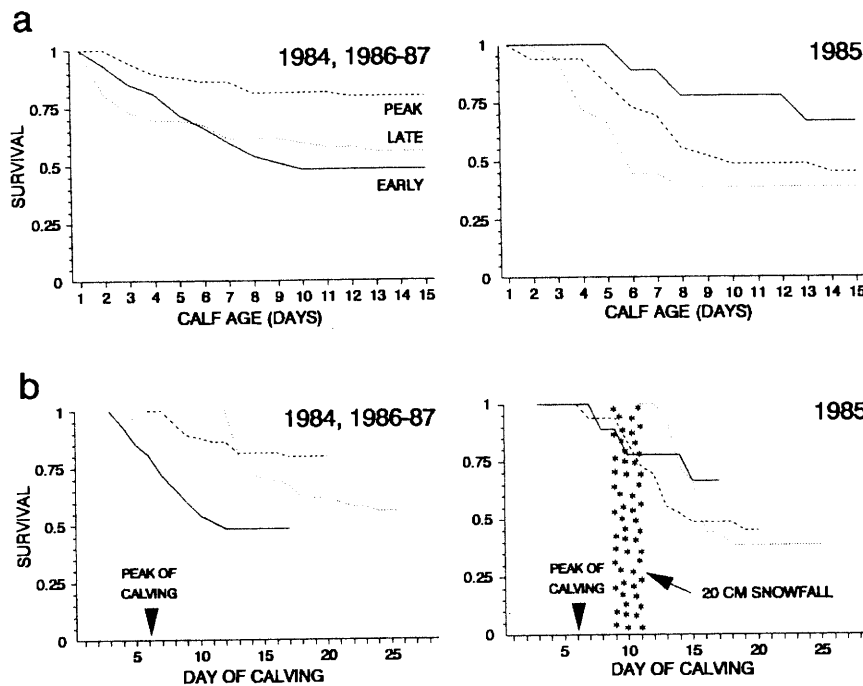 a
1984, 1986-87
1985
SURVIVAL
1
0.75
0.5
0.25
0
PEAK
LATE
EARLY
1 2 3 4 5 6 7 8 9 10 11 12 13 14 15
CALF AGE (DAYS)
1
0.75
0.5
0.25
0
1 2 3 4 5 6 7 8 9 10 11 12 13 14 15
CALF AGE (DAYS)
b
1984, 1986-87
1985
SURVIVAL
1
0.75
0.5
0.25
0
PEAK OF
CALVING
5 10 15 20 25
DAY OF CALVING
1
0.75
0.5
0.25
0
PEAK OF
CALVING
20 CM SNOWFALL
5 10 15 20 25
DAY OF CALVING